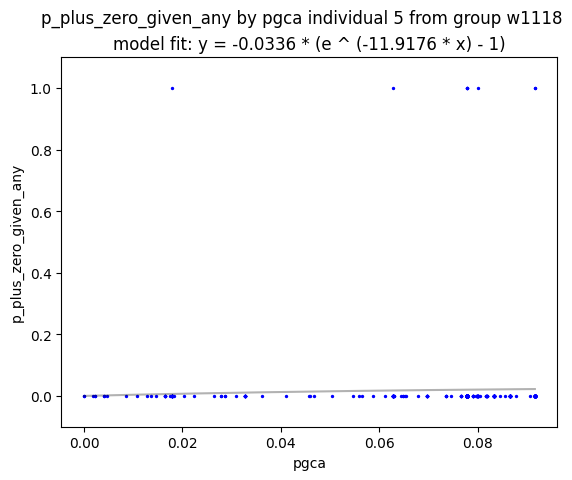 p_plus_zero_given_any by pgca individual 5 from group w1118
model fit: y = -0.0336 * (e ^ (-11.9176 * x) - 1)
1.0
0.8
0.6
0.4
0.2
0.0
p_plus_zero_given_any
0.00 0.02 0.04 0.06 0.08
pgca